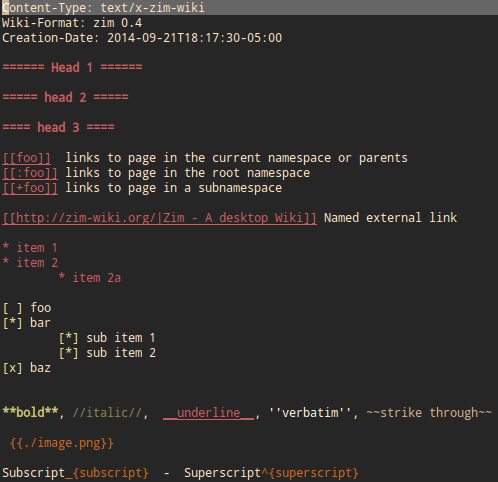 Content-Type: text/x-zim-wiki
Wiki-Format: zim 0.4
Creation-Date: 2014-09-21T18:17:30-05:00
====== Head 1 ======
===== head 2 =====
==== head 3 ====
[[foo]]  links to page in the current namespace or parents
[[:foo]] links to page in the root namespace
[[+foo]] links to page in a subnamespace
[[http://zim-wiki.org/|Zim - A desktop Wiki]] Named external link
* item 1
* item 2
        * item 2a
[ ] foo
[*] bar
        [*] sub item 1
        [*] sub item 2
[x] baz
**bold**, //italic//,  __underline__, ''verbatim'', ~~strike through~~
 {{./image.png}}
Subscript_{subscript}  -  Superscript^{superscript}